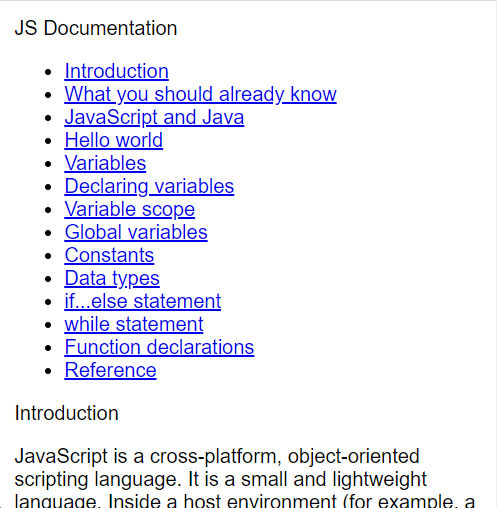 JS Documentation
Introduction
What you should already know
JavaScript and Java
Hello world
Variables
Declaring variables
Variable scope
Global variables
Constants
Data types
if...else statement
while statement
Function declarations
Reference
Introduction
JavaScript is a cross-platform, object-oriented
scripting language. It is a small and lightweight
language. Inside a host environment (for example, a